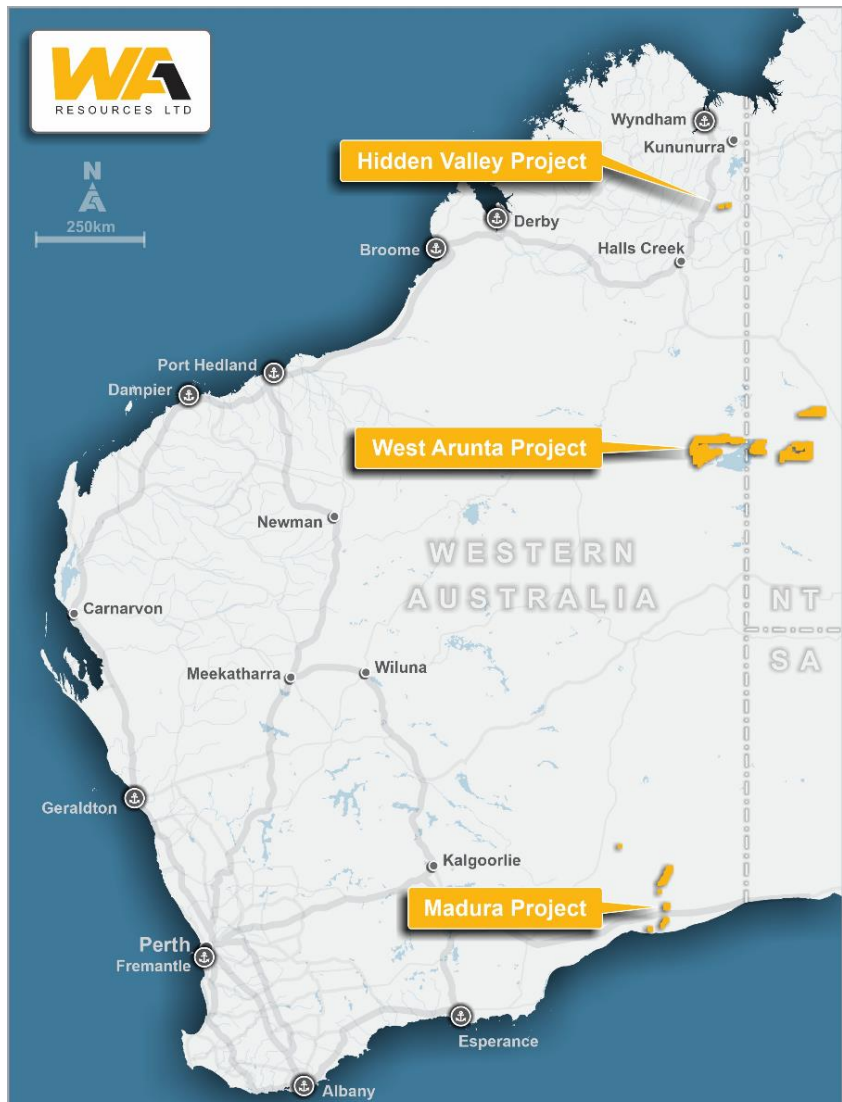 WA1
RESOURCES LTD
N
250km
Wyndham
Kununurra
Hidden Valley Project
Derby
Broome
Halls Creek
Port Hedland
Dampier
West Arunta Project
Newman
WESTERN
AUSTRALIA
NT
Carnarvon
SA
Meekatharra
Wiluna
Geraldton
Kalgoorlie
Madura Project
Perth
Fremantle
Esperance
Albany